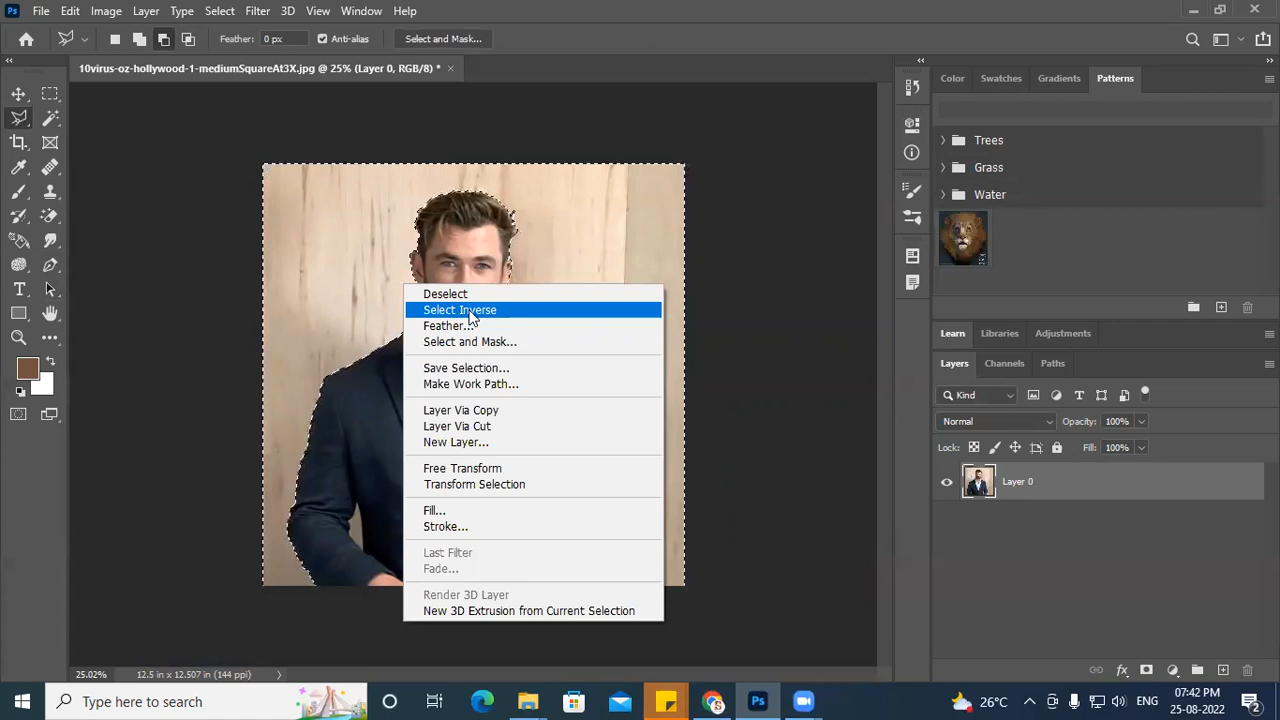 Ps File Edit Image Layer Type Select Filter 3D View Window Help
Feather: 0 px Anti-alias Select and Mask...
10virus-oz-hollywood-1-mediumSquareAt3X.jpg @ 25% (Layer 0, RGB/8) * ×
Color Swatches Gradients Patterns
Trees
Grass
Water
Deselect
Select Inverse
Feather...
Select and Mask...
Save Selection...
Make Work Path...
Layer Via Copy
Layer Via Cut
New Layer...
Free Transform
Transform Selection
Fill...
Stroke...
Last Filter
Fade...
Render 3D Layer
New 3D Extrusion from Current Selection
Learn Libraries Adjustments
Layers Channels Paths
Kind
Normal Opacity: 100%
Lock: Fill: 100%
Layer 0
25.02% 12.5 in x 12.507 in (144 ppi)
Type here to search
26°C ENG
07:42 PM
25-08-2022
2